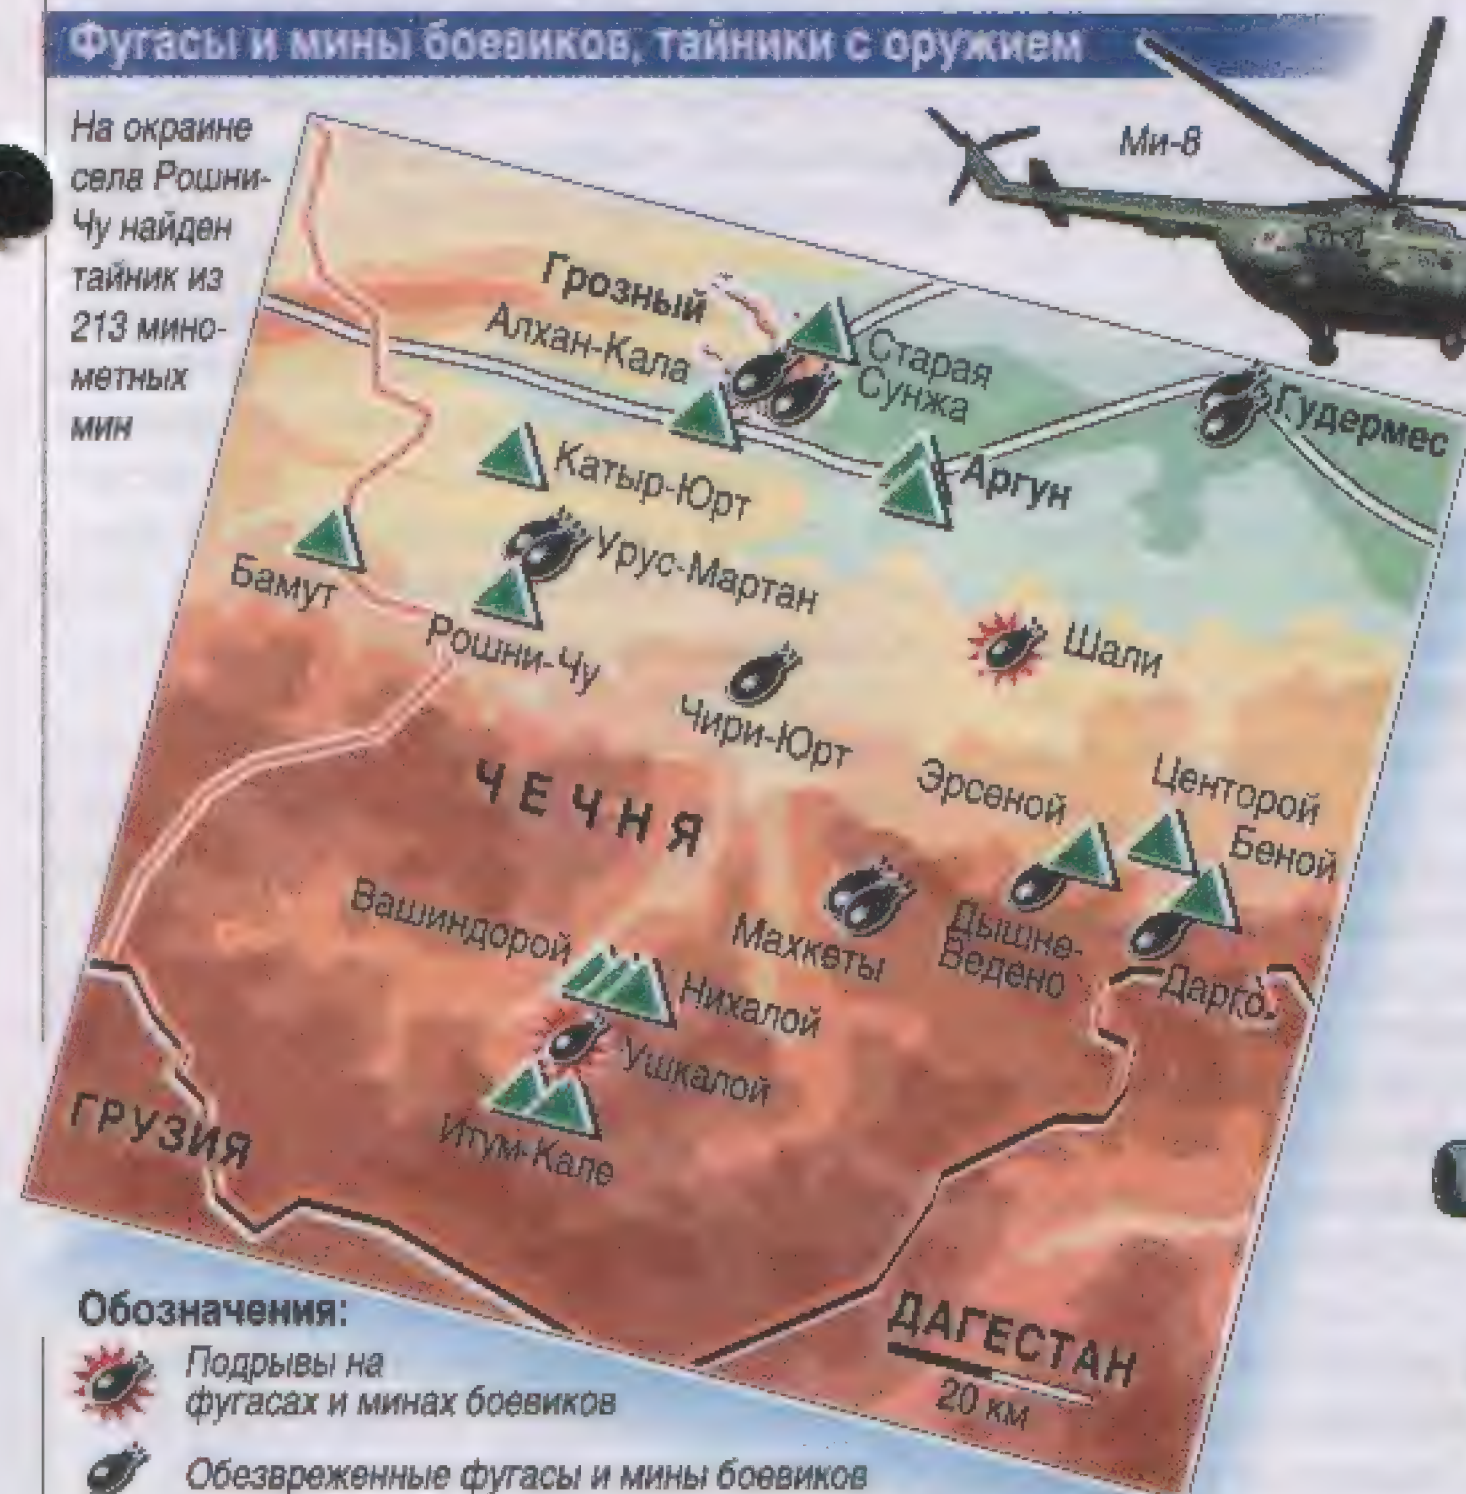 Фугасы и мины боевиков, тайники с оружием
На окраине
села Рошни-
Чу найден
тайник из
213 мино-
метных
мин
Ми-8
Грозный
Алхан-Кала
Старая
Сунжа
Гудермес
Катыр-Юрт
Аргун
Урус-Мартан
Бамут
Рошни-Чу
Шали
Чири-Юрт
ЧЕЧНЯ
Эрсеной
Центорой
Беной
Вашиндорой
Махкеты
Дышне-
Ведено
Дарго
Нихалой
Ушкалой
Итум-Кале
ГРУЗИЯ
ДАГЕСТАН
20 км
Обозначения:
Подрывы на
фугасах и минах боевиков
Обезвреженные фугасы и мины боевиков